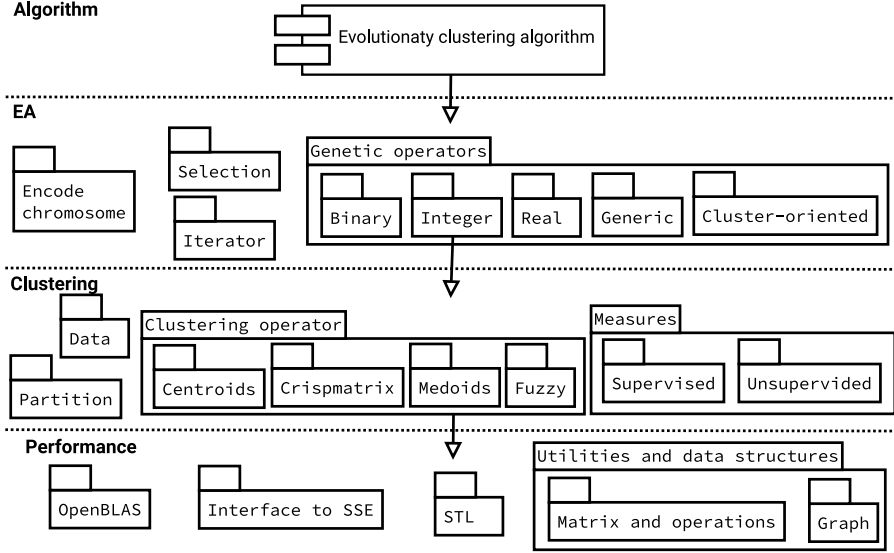 Algorithm
Evolutionaty clustering algorithm
EA
Genetic operators
Selection
Encode
chromosome
Binary
Integer
Real
Generic
Cluster-oriented
Iterator
Clustering
Data
Clustering operator
Measures
Partition
Centroids
Crispmatrix
Medoids
Fuzzy
Supervised
Unsupervided
Performance
Utilities and data structures
OpenBLAS
Interface to SSE
STL
Matrix and operations
Graph